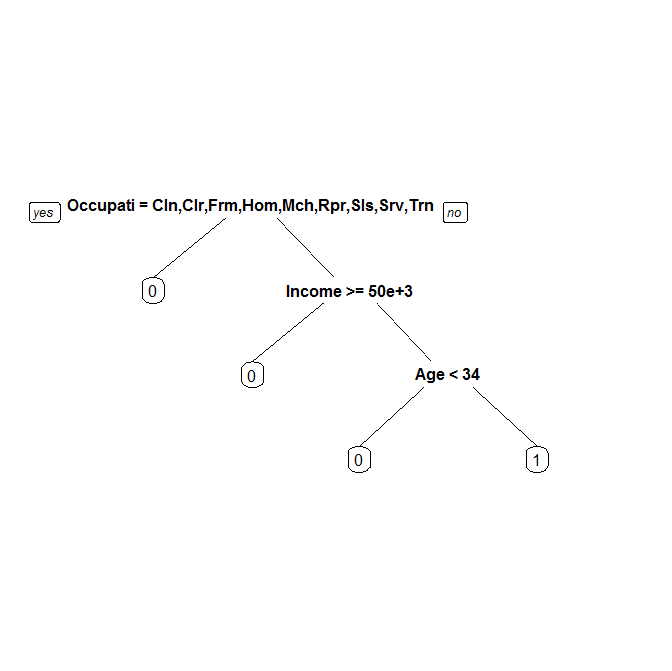 yes Occupati = Cln,Clr,Frm,Hom,Mch,Rpr,Sls,Srv,Trn no
0 Income >= 50e+3
0 Age < 34
0 1